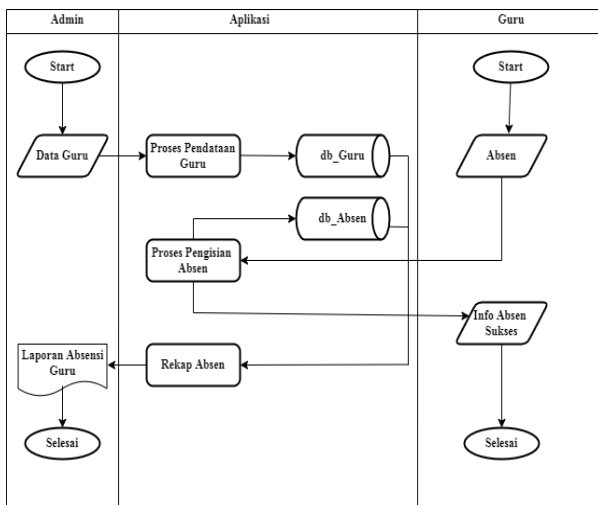 Admin
Aplikasi
Guru
Start
Start
Data Guru
Proses Pendataan
Guru
db_Guru
Absen
db_Absen
Proses Pengisian
Absen
Info Absen
Sukses
Laporan Absensi
Guru
Rekap Absen
Selesai
Selesai